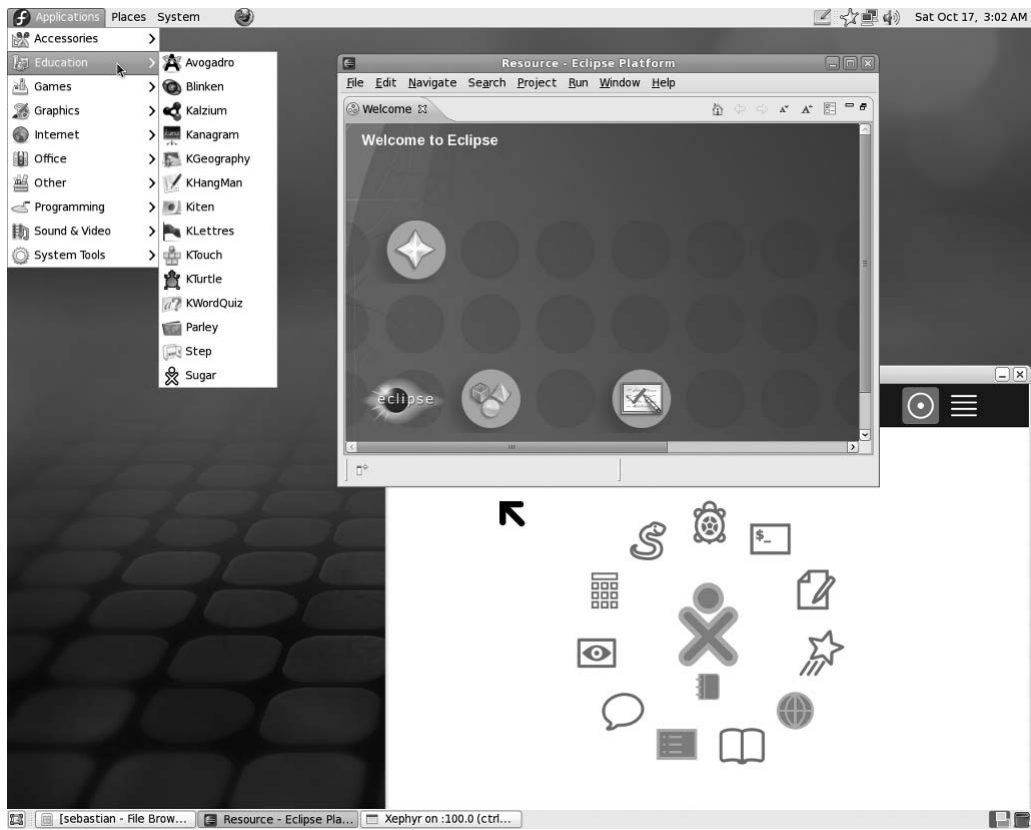 Applications Places System
Sat Oct 17, 3:02 AM
Accessories
Education
Games
Graphics
Internet
Office
Other
Programming
Sound & Video
System Tools
Avogadro
Blinken
Kalzium
Kanagram
KGeography
KHangMan
Kiten
KLettres
KTouch
KTurtle
KWordQuiz
Parley
Step
Sugar
Resource - Eclipse Platform
File Edit Navigate Search Project Run Window Help
Welcome
Welcome to Eclipse
eclipse
$_
[sebastian - File Brow... Resource - Eclipse Pla... Xephyr on :100.0 (ctrl...